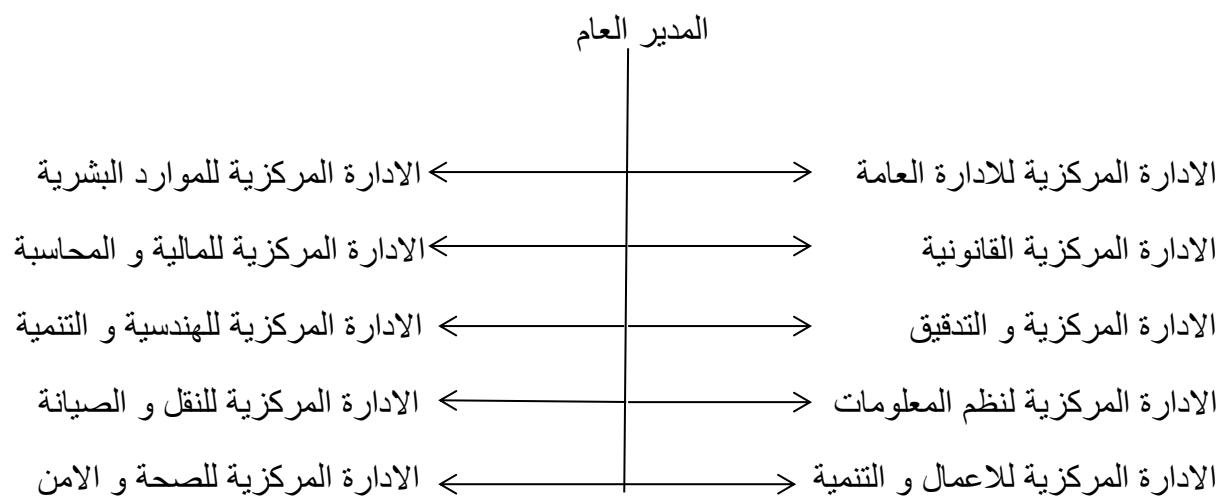 المدير العام
الادارة المركزية للادارة العامة
الادارة المركزية للموارد البشرية
الادارة المركزية القانونية
الادارة المركزية للمالية و المحاسبة
الادارة المركزية و التدقيق
الادارة المركزية للهندسية و التنمية
الادارة المركزية لنظم المعلومات
الادارة المركزية للنقل و الصيانة
الادارة المركزية للاعمال و التنمية
الادارة المركزية للصحة و الامن